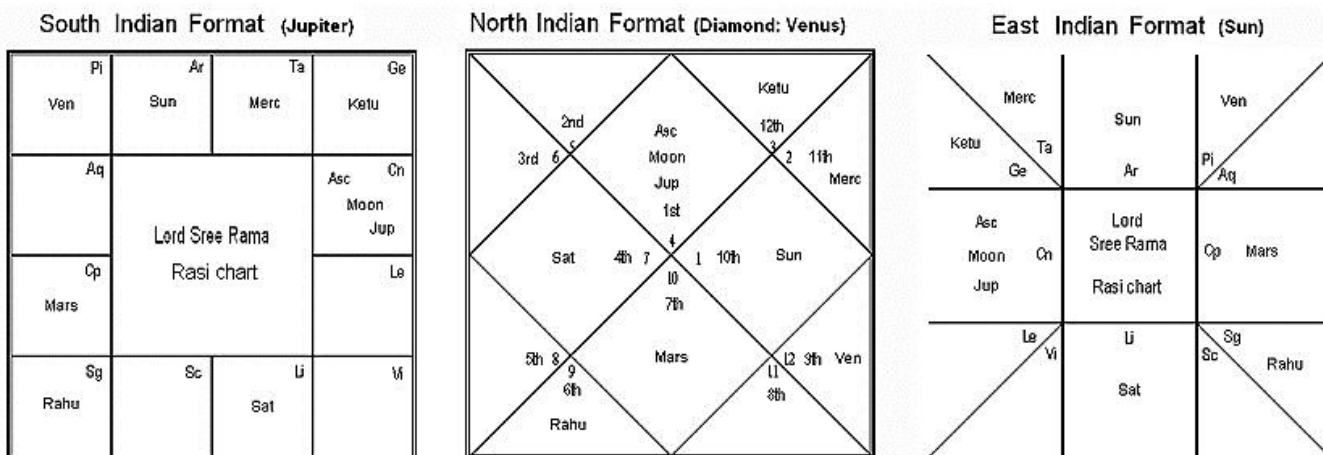 South Indian Format (Jupiter)
Pi
Ar
Ta
Ge
Ven
Sun
Merc
Ketu
Aq
Cn
Asc
Moon
Jup
Lord Sree Rama
Rasi chart
Cp
Le
Mars
Sg
Sc
Li
Vi
Rahu
Sat
North Indian Format (Diamond: Venus)
Ketu
2nd
12th
5
3
Asc
Moon
Jup
1st
3rd 6
2 11th
Merc
4
Sat 4th 7
1 10th Sun
10
7th
5th 8
Mars
12 9th Ven
9
11
6th
8th
Rahu
East Indian Format (Sun)
Merc
Sun
Ven
Ketu
Ta
Ge
Ar
Pi
Aq
Asc
Moon
Cn
Jup
Lord
Sree Rama
Rasi chart
Cp Mars
Le
Vi
Li
Sg
Sc
Sat
Rahu